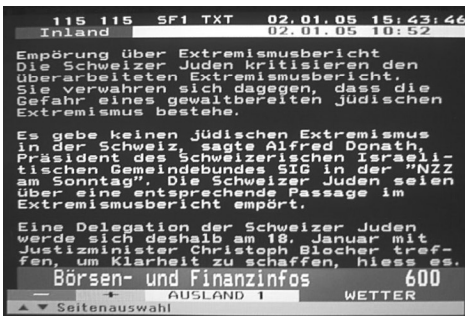 115 115 SF1 TXT 02.01.05 15:43:46
Inland 02.01.05 10:52
Empörung über Extremismusbericht
Die Schweizer Juden kritisieren den
überarbeiteten Extremismusbericht.
Sie verwahren sich dagegen, dass die
Gefahr eines gewaltbereiten jüdischen
Extremismus bestehe.
Es gebe keinen jüdischen Extremismus
in der Schweiz, sagte Alfred Donath,
Präsident des Schweizerischen Israeli-
tischen Gemeindebundes SIG in der "NZZ
am Sonntag". Die Schweizer Juden seien
über eine entsprechende Passage im
Extremismusbericht empört.
Eine Delegation der Schweizer Juden
werde sich deshalb am 18. Januar mit
Justizminister Christoph Blocher tref-
fen, um Klarheit zu schaffen, hiess es.
Börsen- und Finanzinfos 600
- + AUSLAND 1 WETTER
▲ ▼ Seitenauswahl